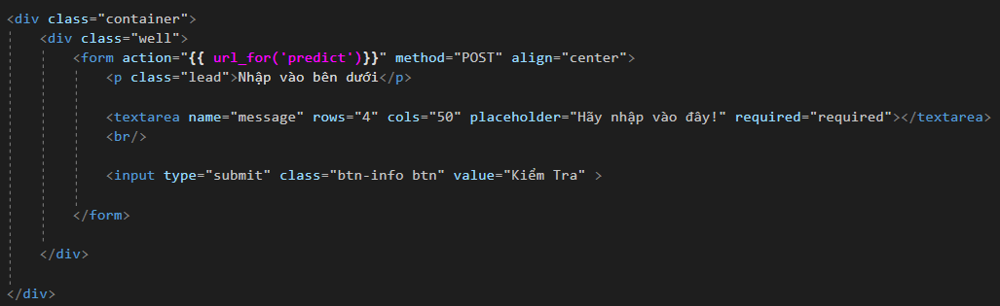 <div class="container">
<div class="well">
<form action="{{ url_for('predict')}}" method="POST" align="center">
<p class="lead">Nhập vào bên dưới</p>
<textarea name="message" rows="4" cols="50" placeholder="Hãy nhập vào đây!" required="required"></textarea>
<br/>
<input type="submit" class="btn-info btn" value="Kiểm Tra" >
</form>
</div>
</div>